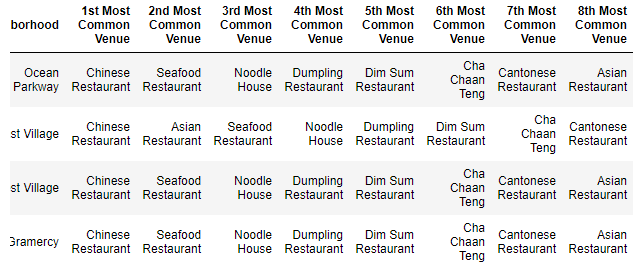 borhood 1st Most Common Venue 2nd Most Common Venue 3rd Most Common Venue 4th Most Common Venue 5th Most Common Venue 6th Most Common Venue 7th Most Common Venue 8th Most Common Venue
Ocean Parkway Chinese Restaurant Seafood Restaurant Noodle House Dumpling Restaurant Dim Sum Restaurant Cha Chaan Teng Cantonese Restaurant Asian Restaurant
st Village Chinese Restaurant Asian Restaurant Seafood Restaurant Noodle House Dumpling Restaurant Dim Sum Restaurant Cha Chaan Teng Cantonese Restaurant
st Village Chinese Restaurant Seafood Restaurant Noodle House Dumpling Restaurant Dim Sum Restaurant Cha Chaan Teng Cantonese Restaurant Asian Restaurant
Gramercy Chinese Restaurant Seafood Restaurant Noodle House Dumpling Restaurant Dim Sum Restaurant Cha Chaan Teng Cantonese Restaurant Asian Restaurant